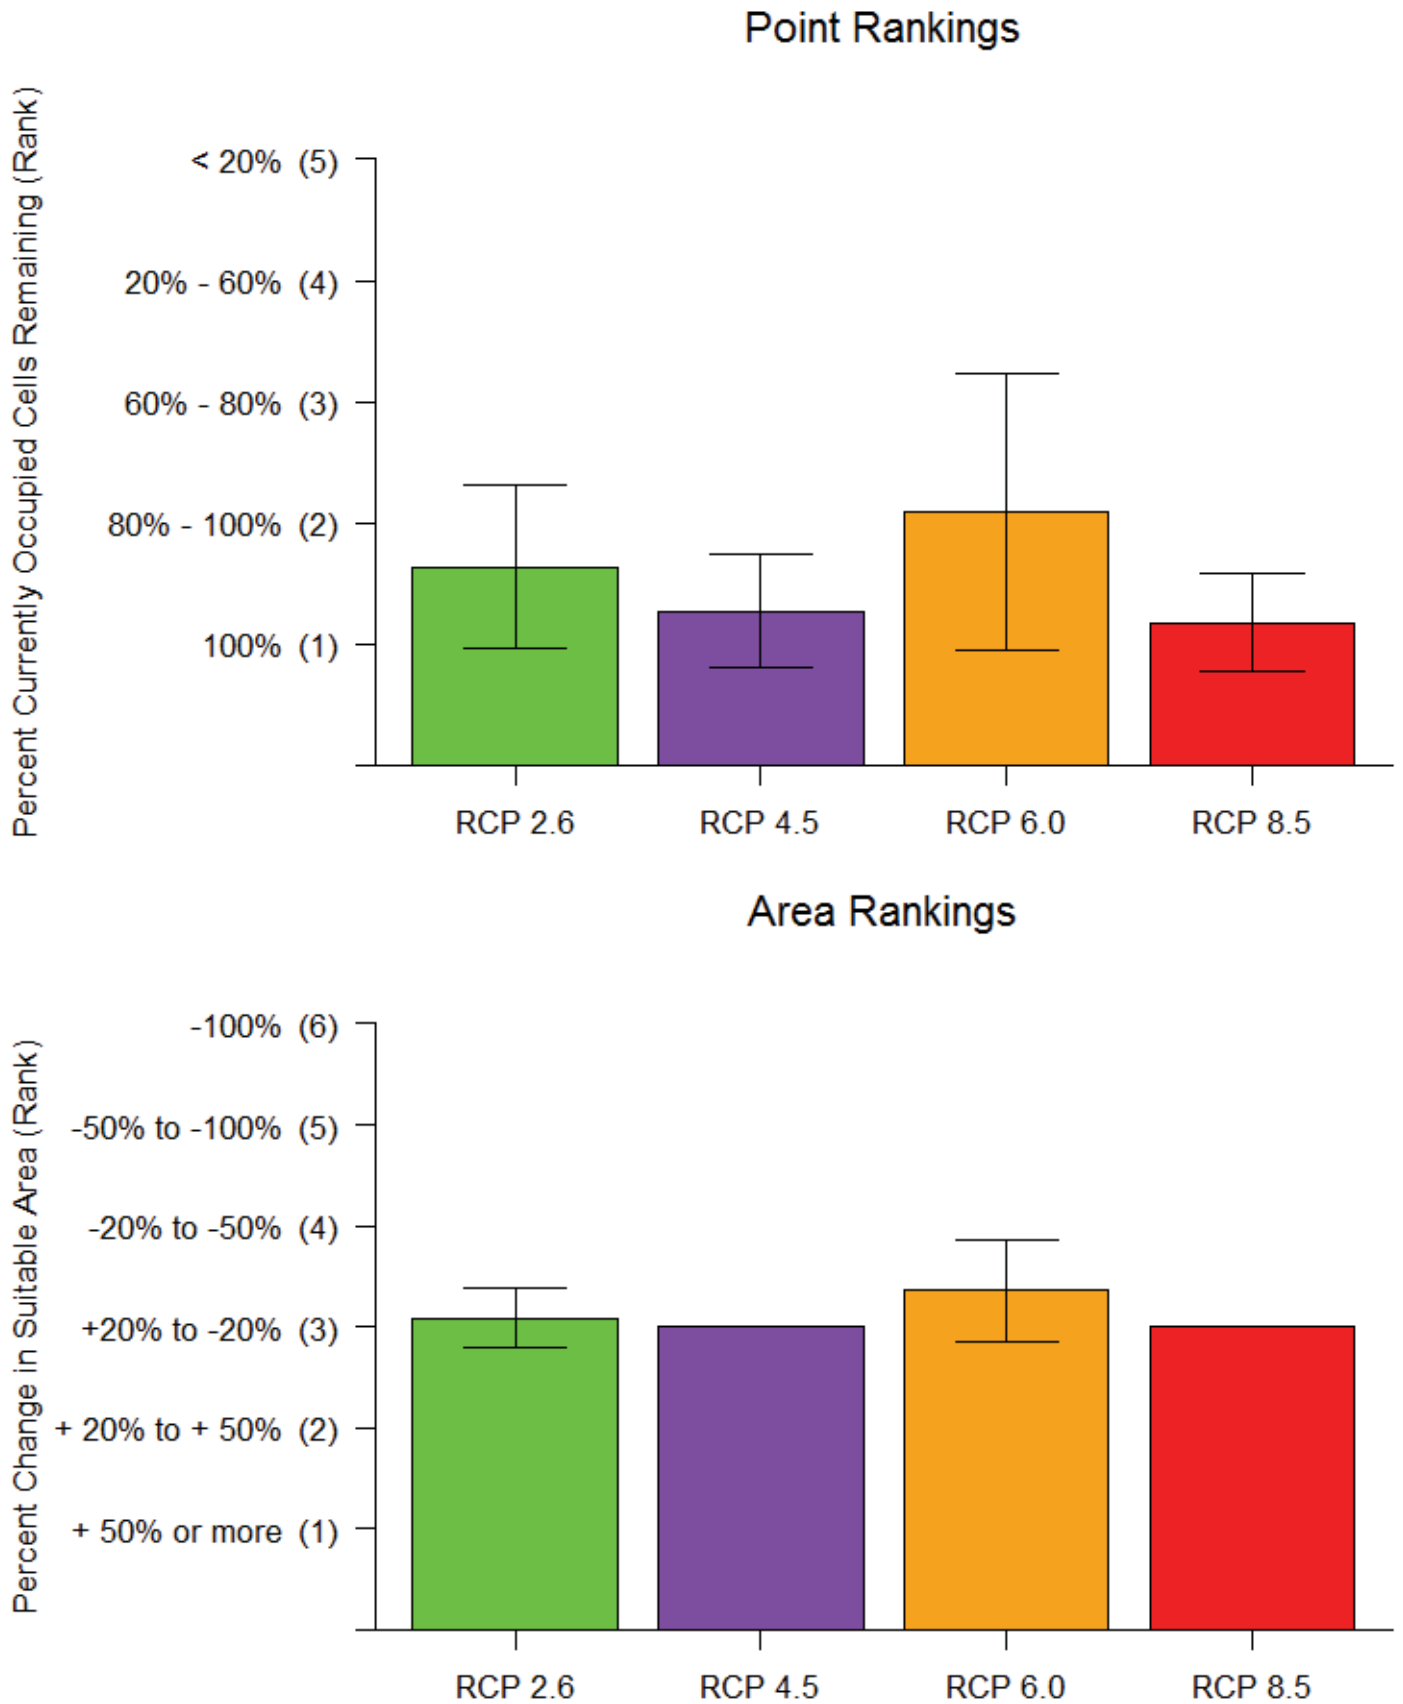 Point Rankings
Percent Currently Occupied Cells Remaining (Rank)
< 20% (5)
20% - 60% (4)
60% - 80% (3)
80% - 100% (2)
100% (1)
RCP 2.6 RCP 4.5 RCP 6.0 RCP 8.5
Area Rankings
Percent Change in Suitable Area (Rank)
-100% (6)
-50% to -100% (5)
-20% to -50% (4)
+20% to -20% (3)
+ 20% to + 50% (2)
+ 50% or more (1)
RCP 2.6 RCP 4.5 RCP 6.0 RCP 8.5